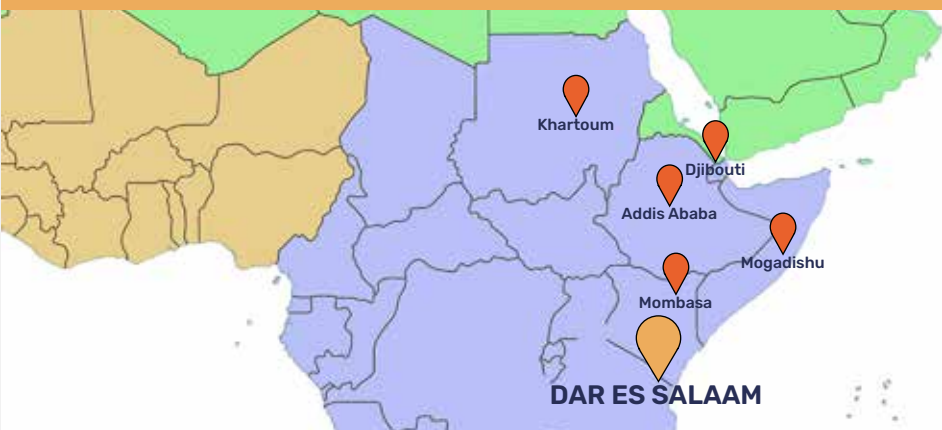 Khartoum
Djibouti
Addis Ababa
Mogadishu
Mombasa
DAR ES SALAAM